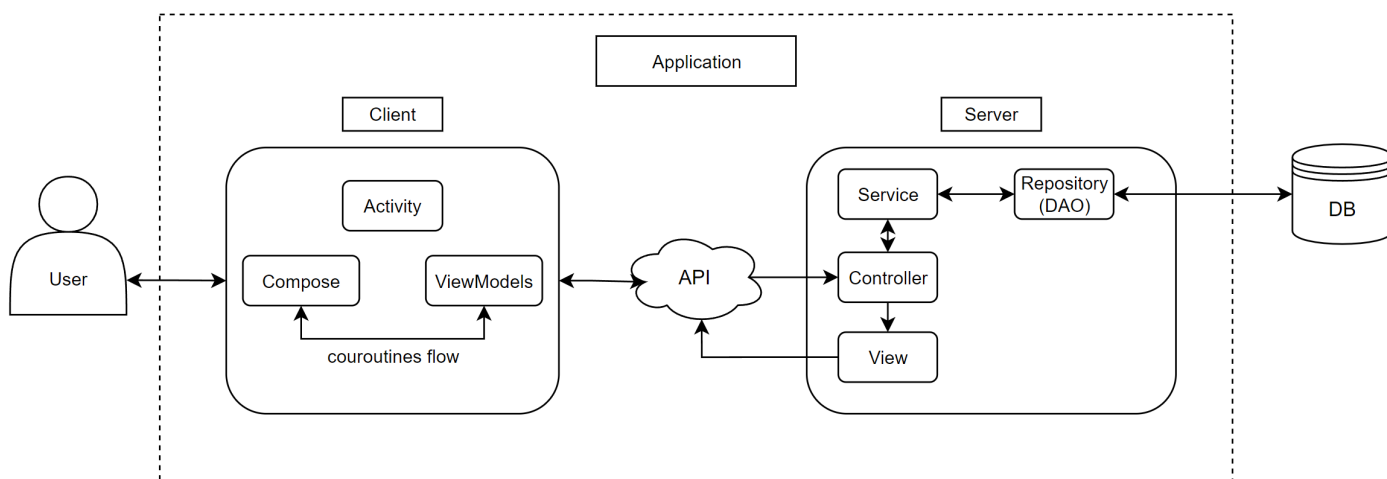 Application
Client
Server
Activity
Service
Repository
(DAO)
DB
User
Compose
ViewModels
API
Controller
couroutines flow
View